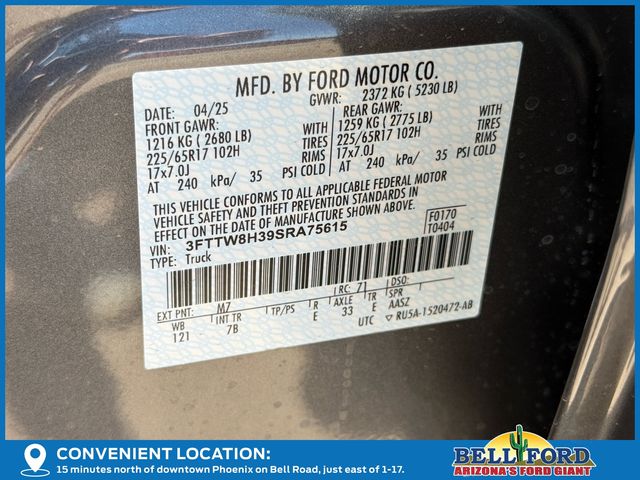 MFD. BY FORD MOTOR CO.
DATE: 04/25 GVWR: 2372 KG ( 5230 LB)
FRONT GAWR: REAR GAWR:
1216 KG ( 2680 LB) WITH 1259 KG ( 2775 LB) WITH
225/65R17 102H TIRES 225/65R17 102H TIRES
17x7.0J RIMS 17x7.0J RIMS
AT 240 kPa/ 35 PSI COLD AT 240 kPa/ 35 PSI COLD
THIS VEHICLE CONFORMS TO ALL APPLICABLE FEDERAL MOTOR
VEHICLE SAFETY AND THEFT PREVENTION STANDARDS IN
EFFECT ON THE DATE OF MANUFACTURE SHOWN ABOVE.
VIN: 3FTTW8H39SRA75615 F0170
TYPE: Truck T0404
EXT PNT: M7 RC: 71 DSO:
WB INT TR TP/PS R AXLE TR SPR
121 7B E 33 E AASZ
UTC RU5A-1520472-AB
CONVENIENT LOCATION:
15 minutes north of downtown Phoenix on Bell Road, just east of 1-17.
BELL FORD
ARIZONA'S FORD GIANT